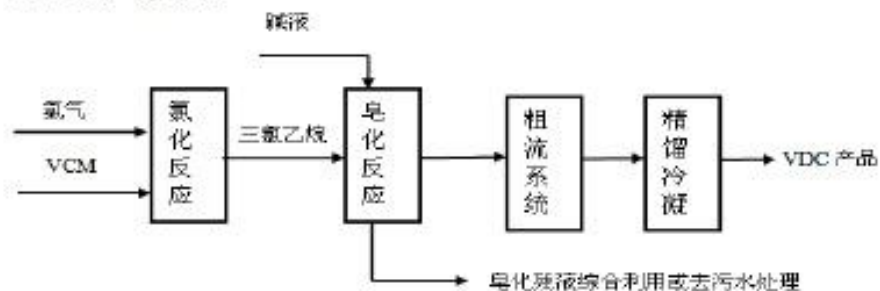 碱液
氯气
VCM
氯化反应
三氯乙烷
皂化反应
粗流系统
精馏冷凝
VDC 产品
皂化残液综合利用或去污水处理